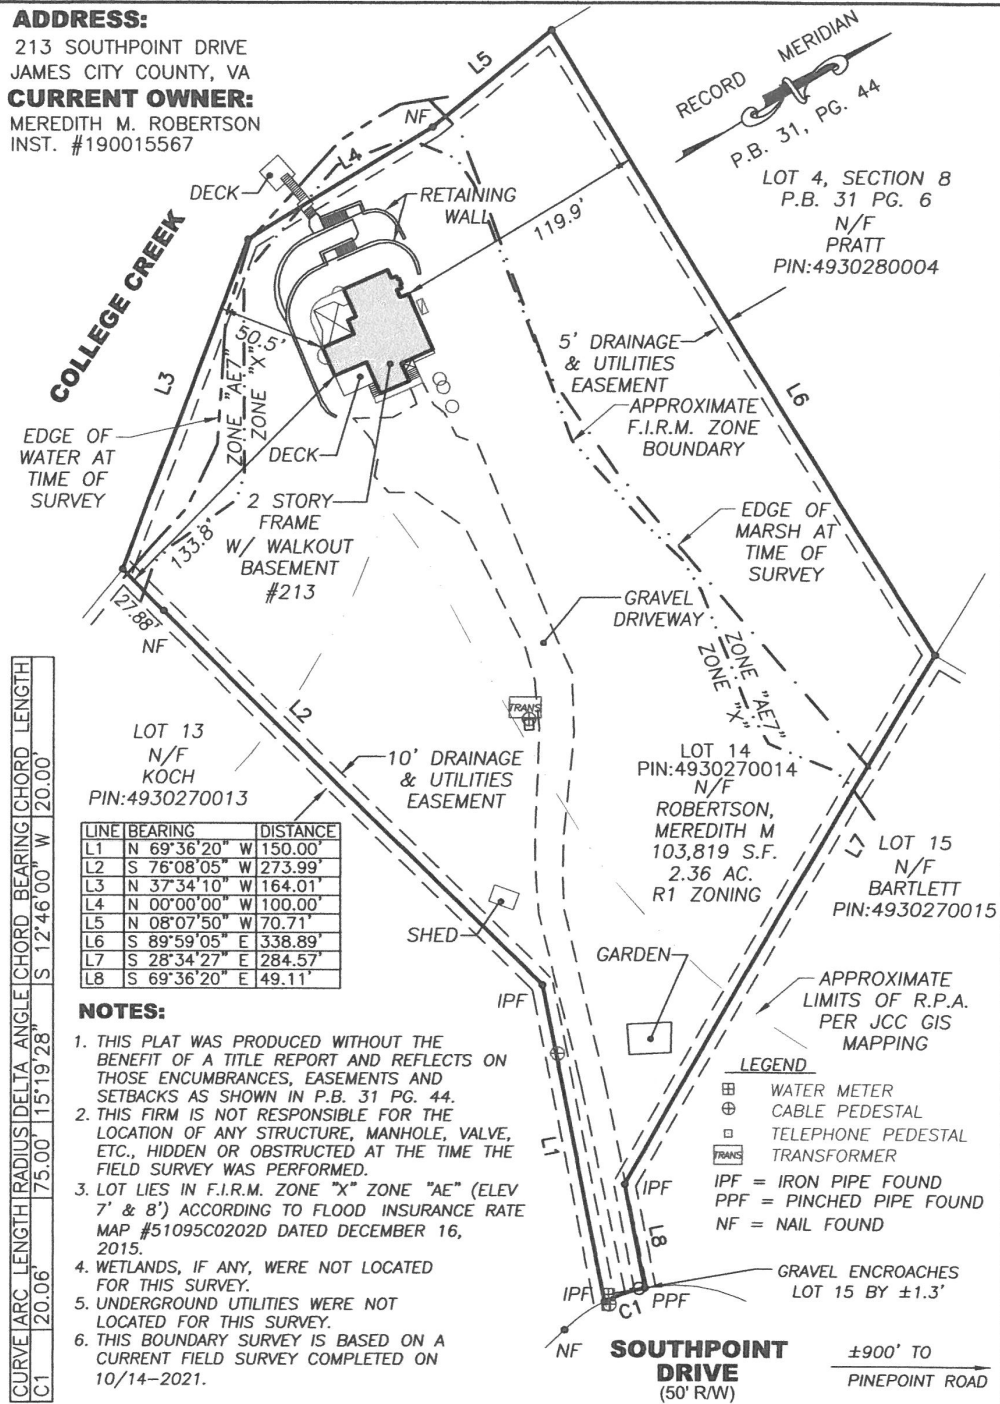 ADDRESS:
213 SOUTHPOINT DRIVE
JAMES CITY COUNTY, VA
CURRENT OWNER:
MEREDITH M. ROBERTSON
INST. #190015567
RECORD MERIDIAN
P.B. 31, PG. 44
L5
NF
L4
DECK
RETAINING
WALL
119.9'
LOT 4, SECTION 8
P.B. 31 PG. 6
N/F
PRATT
PIN:4930280004
COLLEGE CREEK
50.5'
L3
ZONE "AE7"
ZONE "X"
5' DRAINAGE
& UTILITIES
EASEMENT
L6
APPROXIMATE
F.I.R.M. ZONE
BOUNDARY
EDGE OF
WATER AT
TIME OF
SURVEY
DECK
2 STORY
FRAME
W/ WALKOUT
BASEMENT
#213
133.8'
EDGE OF
MARSH AT
TIME OF
SURVEY
27.88'
NF
GRAVEL
DRIVEWAY
ZONE "AE7"
ZONE "X"
L2
TRANS
LOT 13
N/F
KOCH
PIN:4930270013
10' DRAINAGE
& UTILITIES
EASEMENT
LOT 14
PIN:4930270014
N/F
ROBERTSON,
MEREDITH M
103,819 S.F.
2.36 AC.
R1 ZONING
L7
LOT 15
N/F
BARTLETT
PIN:4930270015
LINE BEARING DISTANCE
L1 N 69°36'20" W 150.00'
L2 S 76°08'05" W 273.99'
L3 N 37°34'10" W 164.01'
L4 N 00°00'00" W 100.00'
L5 N 08°07'50" W 70.71'
L6 S 89°59'05" E 338.89'
L7 S 28°34'27" E 284.57'
L8 S 69°36'20" E 49.11'
CURVE ARC LENGTH RADIUS DELTA ANGLE CHORD BEARING CHORD LENGTH
C1 20.06' 75.00' 15°19'28" S 12°46'00" W 20.00'
SHED
IPF
GARDEN
APPROXIMATE
LIMITS OF R.P.A.
PER JCC GIS
MAPPING
NOTES:
1. THIS PLAT WAS PRODUCED WITHOUT THE
BENEFIT OF A TITLE REPORT AND REFLECTS ON
THOSE ENCUMBRANCES, EASEMENTS AND
SETBACKS AS SHOWN IN P.B. 31 PG. 44.
2. THIS FIRM IS NOT RESPONSIBLE FOR THE
LOCATION OF ANY STRUCTURE, MANHOLE, VALVE,
ETC., HIDDEN OR OBSTRUCTED AT THE TIME THE
FIELD SURVEY WAS PERFORMED.
3. LOT LIES IN F.I.R.M. ZONE "X" ZONE "AE" (ELEV
7' & 8') ACCORDING TO FLOOD INSURANCE RATE
MAP #51095C0202D DATED DECEMBER 16,
2015.
4. WETLANDS, IF ANY, WERE NOT LOCATED
FOR THIS SURVEY.
5. UNDERGROUND UTILITIES WERE NOT
LOCATED FOR THIS SURVEY.
6. THIS BOUNDARY SURVEY IS BASED ON A
CURRENT FIELD SURVEY COMPLETED ON
10/14-2021.
LEGEND
WATER METER
CABLE PEDESTAL
TELEPHONE PEDESTAL
TRANS TRANSFORMER
IPF = IRON PIPE FOUND
PPF = PINCHED PIPE FOUND
NF = NAIL FOUND
L1
IPF
L8
IPF
C1
PPF
NF
GRAVEL ENCROACHES
LOT 15 BY ±1.3'
SOUTHPOINT
DRIVE
(50' R/W)
±900' TO
PINEPOINT ROAD